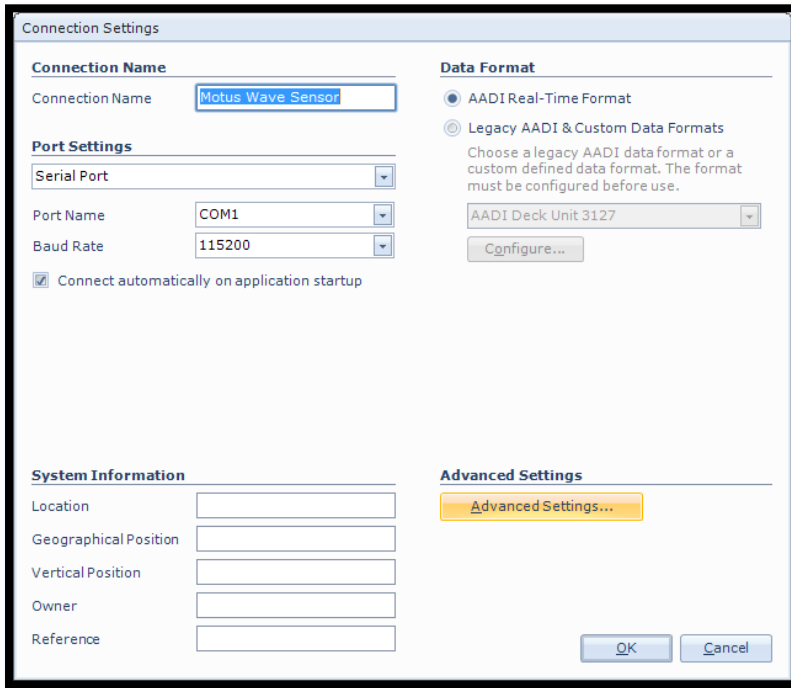 Connection Settings
Connection Name
Connection Name Motus Wave Sensor
Port Settings
Serial Port
Port Name COM1
Baud Rate 115200
Connect automatically on application startup
Data Format
AADI Real-Time Format
Legacy AADI & Custom Data Formats
Choose a legacy AADI data format or a
custom defined data format. The format
must be configured before use.
AADI Deck Unit 3127
Configure...
System Information
Location
Geographical Position
Vertical Position
Owner
Reference
Advanced Settings
Advanced Settings...
OK Cancel